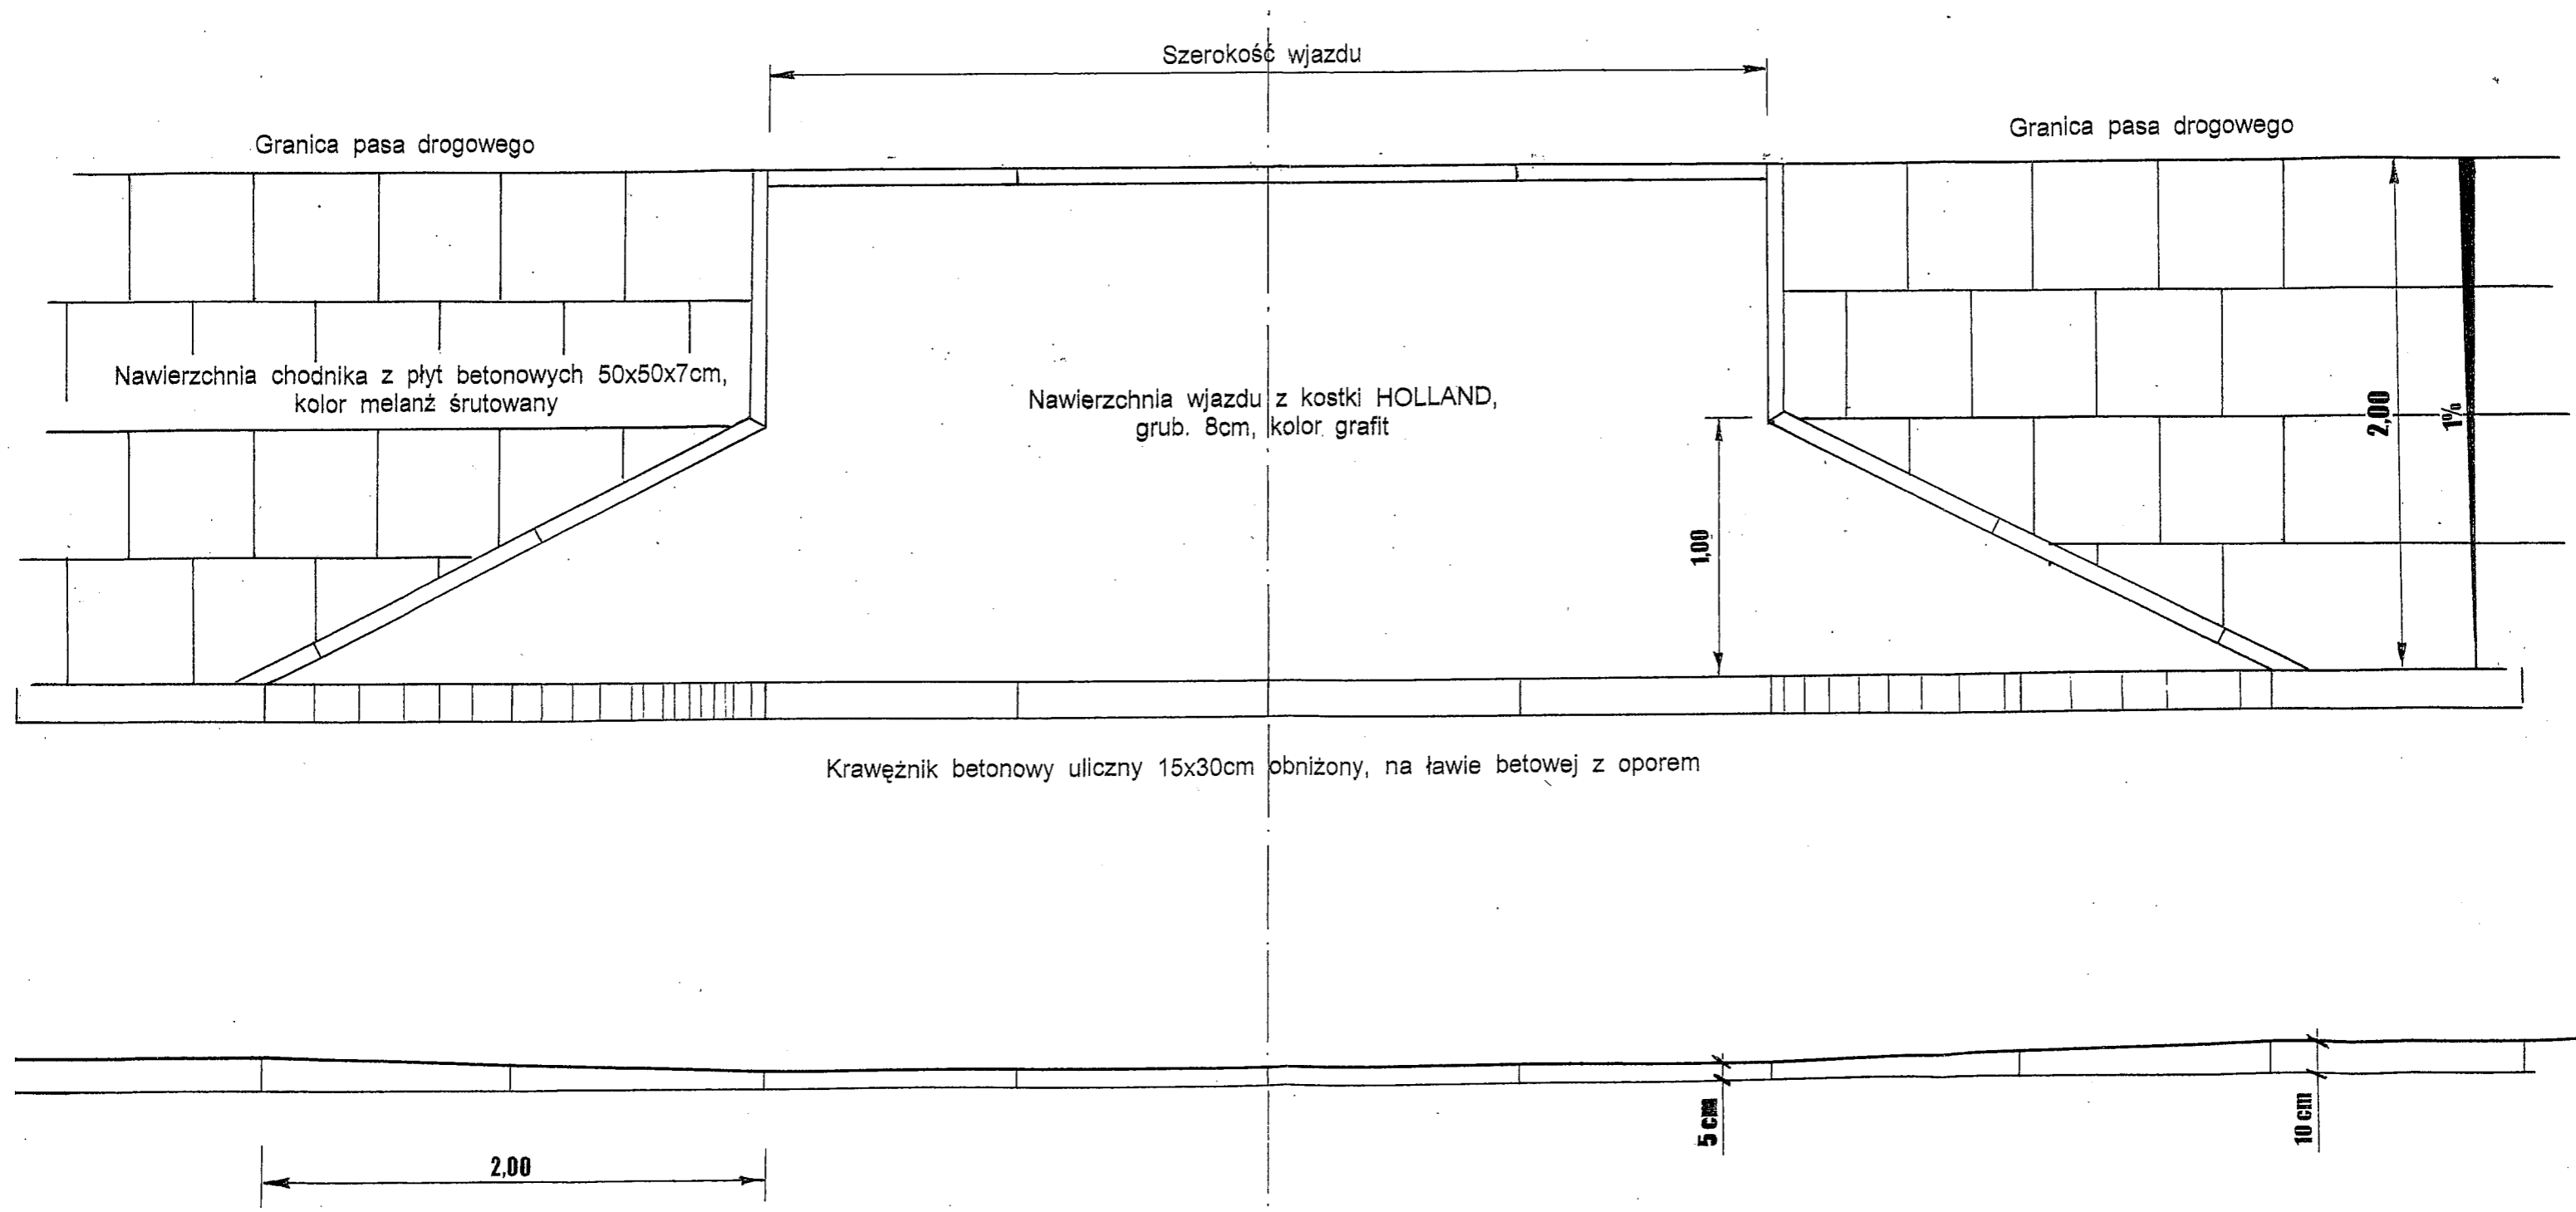 Szerokość wjazdu
Granica pasa drogowego
Granica pasa drogowego
Nawierzchnia chodnika z płyt betonowych 50x50x7cm,
kolor melanż śrutowany
Nawierzchnia wjazdu z kostki HOLLAND,
grub. 8cm, kolor grafit
1,00
2,00
1%
Krawężnik betonowy uliczny 15x30cm obniżony, na ławie betowej z oporem
5 cm
10 cm
2,00